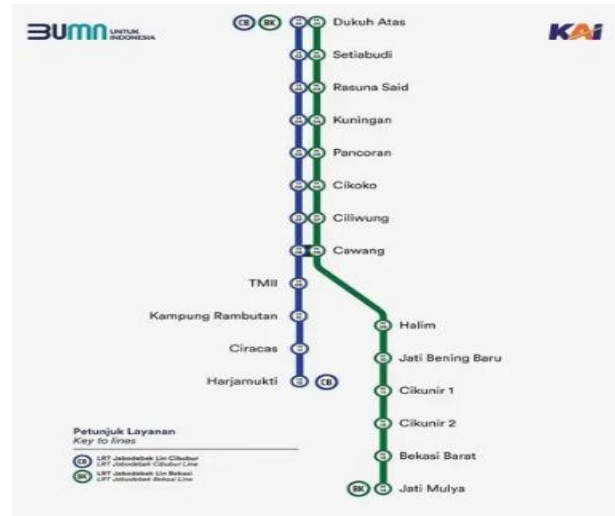 BUMN UNTUK
INDONESIA
KAI
CB BK Dukuh Atas
Setiabudi
Rasuna Said
Kuningan
Pancoran
Cikoko
Ciliwung
Cawang
TMII
Kampung Rambutan
Ciracas
Harjamukti CB
Halim
Jati Bening Baru
Cikunir 1
Cikunir 2
Bekasi Barat
BK Jati Mulya
Petunjuk Layanan
Key to lines
CB LRT Jabodebek Lin Cibubur
LRT Jabodebek Cibubur Line
BK LRT Jabodebek Lin Bekasi
LRT Jabodebek Bekasi Line